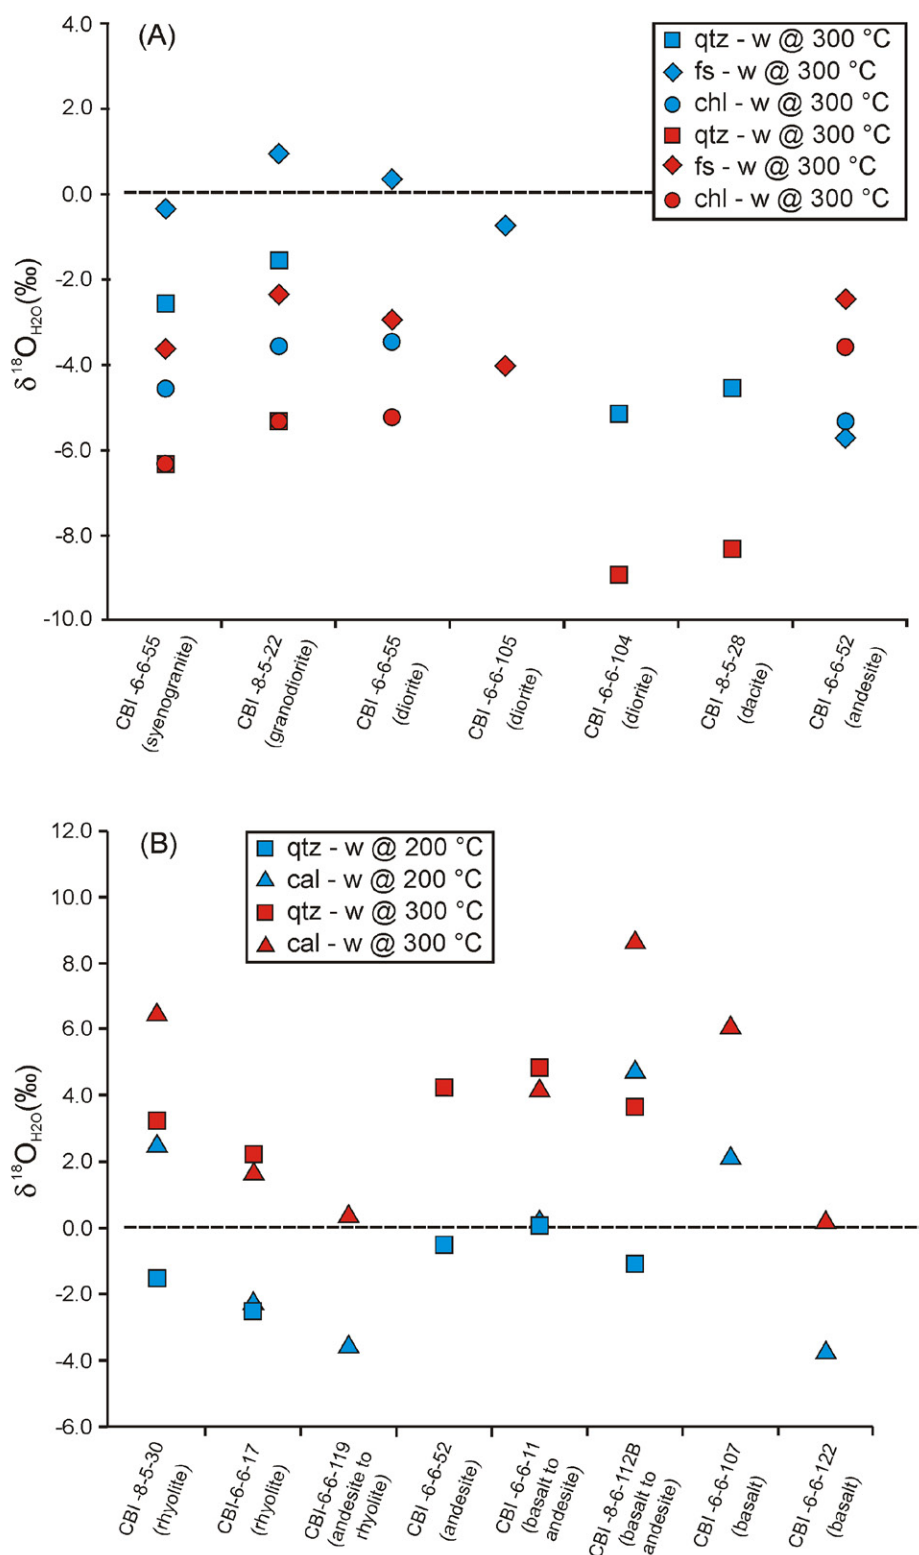 (A)
4.0
2.0
0.0
-2.0
-4.0
-6.0
-8.0
-10.0
δ¹⁸O_H2O(‰)
qtz - w @ 300 °C
fs - w @ 300 °C
chl - w @ 300 °C
qtz - w @ 300 °C
fs - w @ 300 °C
chl - w @ 300 °C
CBI -6-6-55
(syenogranite)
CBI -8-5-22
(granodiorite)
CBI -6-6-55
(diorite)
CBI -6-6-105
(diorite)
CBI -6-6-104
(diorite)
CBI -8-5-28
(dacite)
CBI -6-6-52
(andesite)
(B)
12.0
10.0
8.0
6.0
4.0
2.0
0.0
-2.0
-4.0
-6.0
δ¹⁸O_H2O(‰)
qtz - w @ 200 °C
cal - w @ 200 °C
qtz - w @ 300 °C
cal - w @ 300 °C
CBI -8-5-30
(rhyolite)
CBI-6-6-17
(rhyolite)
CBI-6-6-119
(andesite to
rhyolite)
CBI -6-6-52
(andesite)
CBI -6-6-11
(basalt to
andesite)
CBI -8-6-112B
(basalt to
andesite)
CBI -6-6-107
(basalt)
CBI -6-6-122
(basalt)